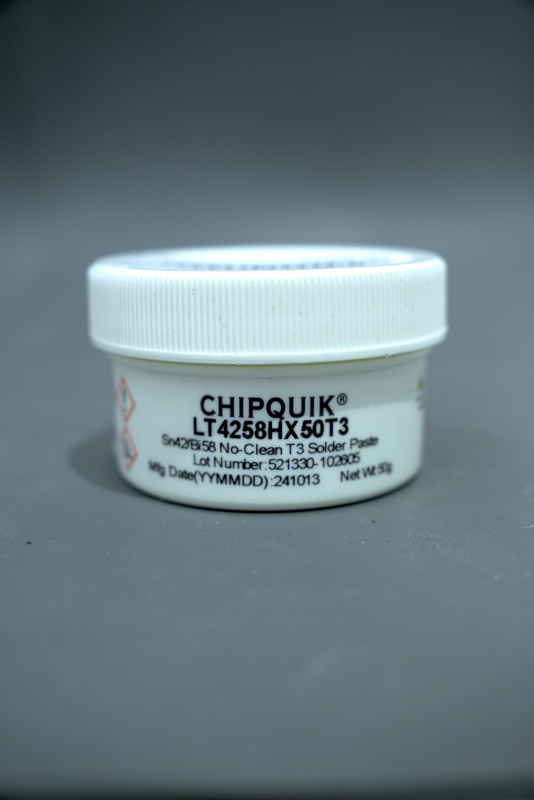 CHIPQUIK®
LT4258HX50T3
Sn42/Bi58 No-Clean T3 Solder Paste
Lot Number:521330-102605
Mfg Date(YYMMDD):241013 Net Wt:50g